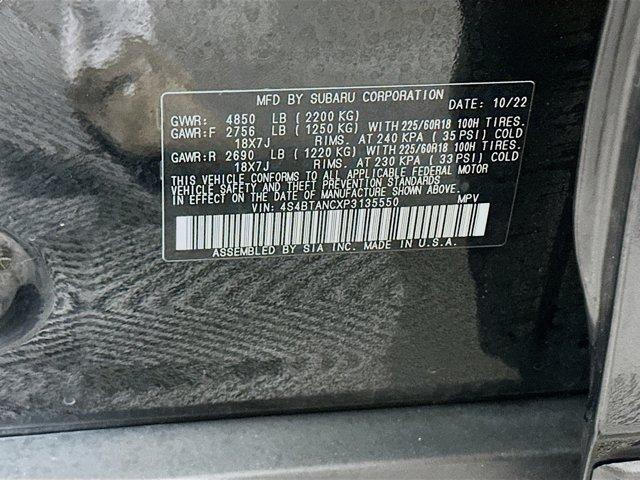 MFD BY SUBARU CORPORATION DATE: 10/22
GVWR: 4850 LB (2200 KG)
GAWR:F 2756 LB (1250 KG) WITH 225/60R18 100H TIRES.
18X7J RIMS. AT 240 KPA (35 PSI) COLD
GAWR:R 2690 LB (1220 KG) WITH 225/60R18 100H TIRES.
18X7J RIMS. AT 230 KPA (33 PSI) COLD
THIS VEHICLE CONFORMS TO ALL APPLICABLE FEDERAL MOTOR
VEHICLE SAFETY AND THEFT PREVENTION STANDARDS
IN EFFECT ON THE DATE OF MANUFACTURE SHOWN ABOVE.
VIN: 4S4BTANCXP3135550 MPV
ASSEMBLED BY SIA INC. MADE IN U.S.A.